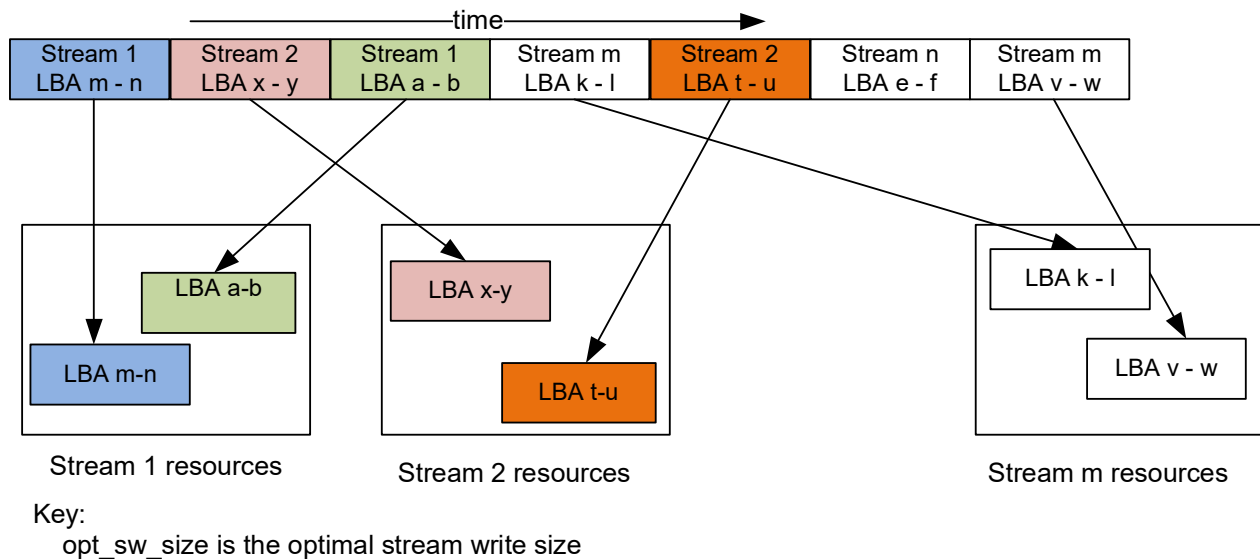 time
Stream 1
LBA m - n
Stream 2
LBA x - y
Stream 1
LBA a - b
Stream m
LBA k - l
Stream 2
LBA t - u
Stream n
LBA e - f
Stream m
LBA v - w
LBA a-b
LBA m-n
LBA x-y
LBA t-u
LBA k - l
LBA v - w
Stream 1 resources
Stream 2 resources
Stream m resources
Key:
opt_sw_size is the optimal stream write size